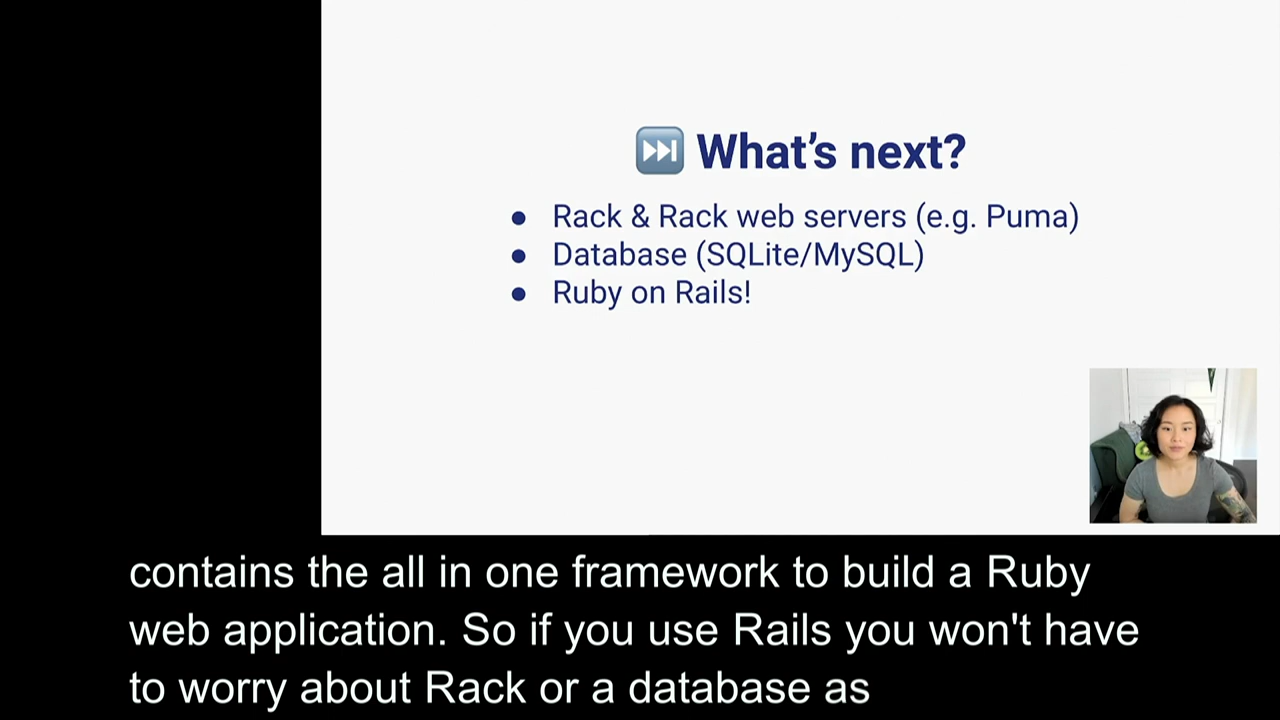 ⏭ What's next?
● Rack & Rack web servers (e.g. Puma)
● Database (SQLite/MySQL)
● Ruby on Rails!
contains the all in one framework to build a Ruby
web application. So if you use Rails you won't have
to worry about Rack or a database as